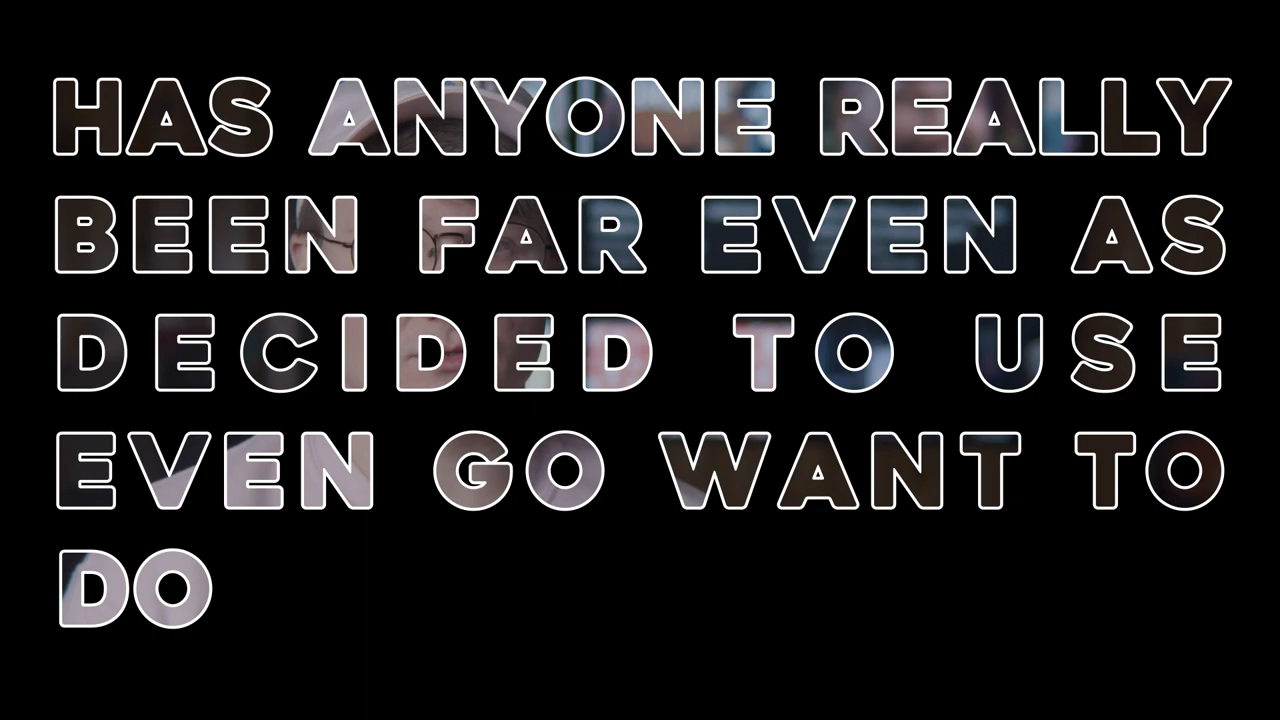 HAS ANYONE REALLY
BEEN FAR EVEN AS
DECIDED TO USE
EVEN GO WANT TO
DO